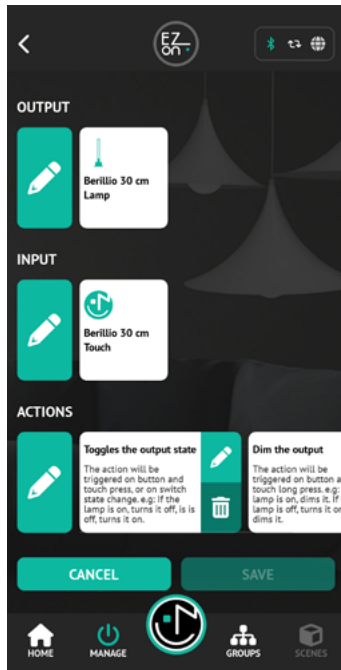 EZ
on
OUTPUT
Berillio 30 cm
Lamp
INPUT
Berillio 30 cm
Touch
ACTIONS
Toggles the output state
The action will be
triggered on button and
touch press, or on switch
state change. e.g: If the
lamp is on, turns it off, is is
off, turns it on.
Dim the output
The action will be
triggered on button a
touch long press. e.g:
lamp is on, dims it. If
lamp is off, turns it on
dims it.
CANCEL
SAVE
HOME
MANAGE
GROUPS
SCENES